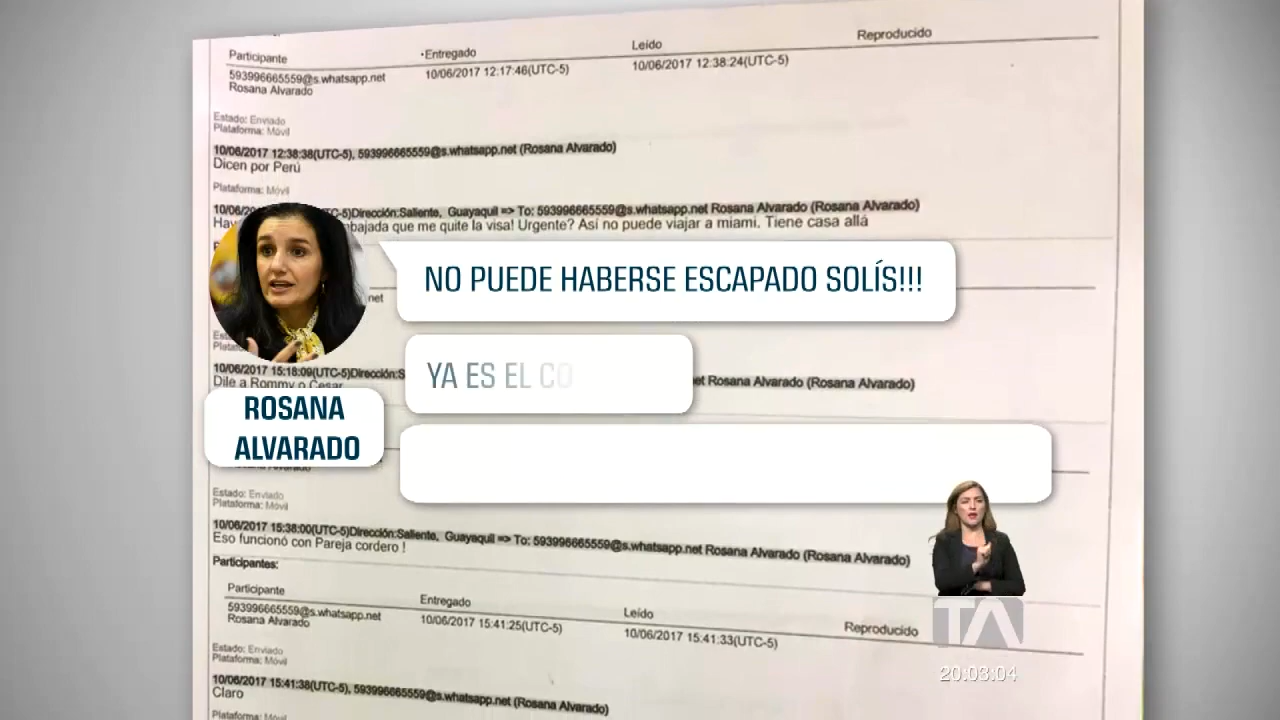 Participante Entregado Leído Reproducido
593996665559@s.whatsapp.net 10/06/2017 12:17:46(UTC-5) 10/06/2017 12:38:24(UTC-5)
Rosana Alvarado
Estado: Enviado
Plataforma: Móvil
10/06/2017 12:38:38(UTC-5), 593996665559@s.whatsapp.net (Rosana Alvarado)
Dicen por Perú
Plataforma: Móvil
C-5)Dirección:Saliente, Guayaquil => To: 593996665559@s.whatsapp.net Rosana Alvarado (Rosana Alvarado)
que me quite la visa! Urgente? Así no puede viajar a miami. Tiene casa allá
NO PUEDE HABERSE ESCAPADO SOLÍS!!!
net
YA ES EL CO
10/06/2017 15:18:09(UTC-5)Dirección:S et Rosana Alvarado (Rosana Alvarado)
Dile a Rommy o Cesar
ROSANA
ALVARADO
Estado: Enviado
Plataforma: Móvil
10/06/2017 15:38:00(UTC-5)Dirección:Saliente, Guayaquil => To: 593996665559@s.whatsapp.net Rosana Alvarado (Rosana Alvarado)
Eso funcionó con Pareja cordero !
Participantes:
Participante Entregado Leído Reproducido
593996665559@s.whatsapp.net 10/06/2017 15:41:25(UTC-5) 10/06/2017 15:41:33(UTC-5)
Rosana Alvarado
Estado: Enviado
Plataforma: Móvil
10/06/2017 15:41:38(UTC-5), 593996665559@s.whatsapp.net (Rosana Alvarado)
Claro
Plataforma: Móvil
TA
20:03:04